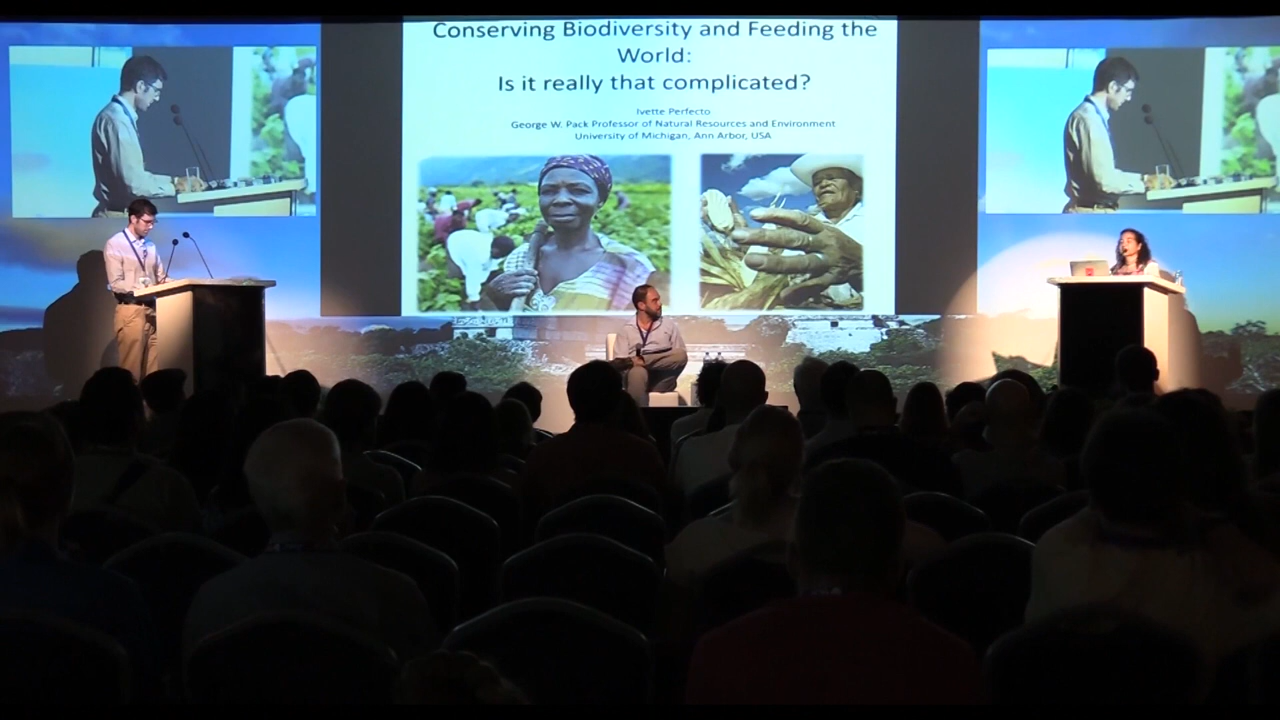 Conserving Biodiversity and Feeding the
World:
Is it really that complicated?
Ivette Perfecto
George W. Pack Professor of Natural Resources and Environment
University of Michigan, Ann Arbor, USA